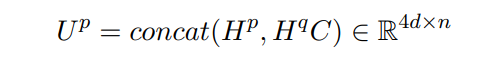 U^p = concat(H^p, H^q C) ∈ ℝ^{4d×n}